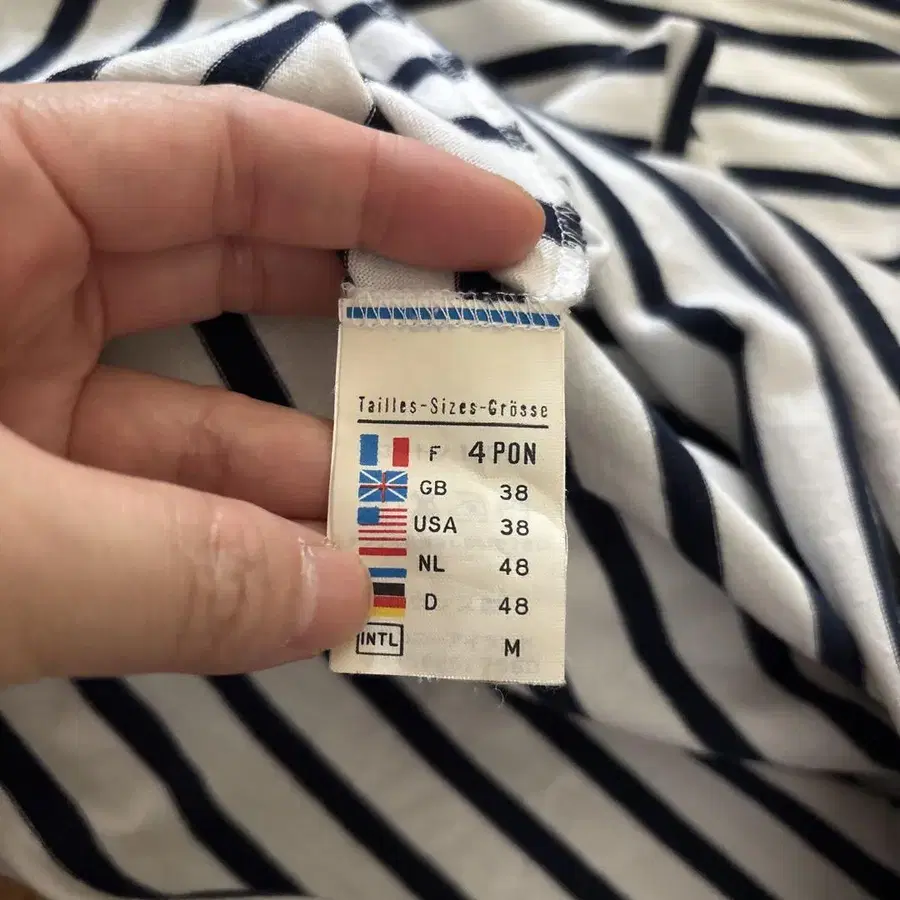 Tailles-Sizes-Grösse
F 4 PON
GB 38
USA 38
NL 48
D 48
INTL M